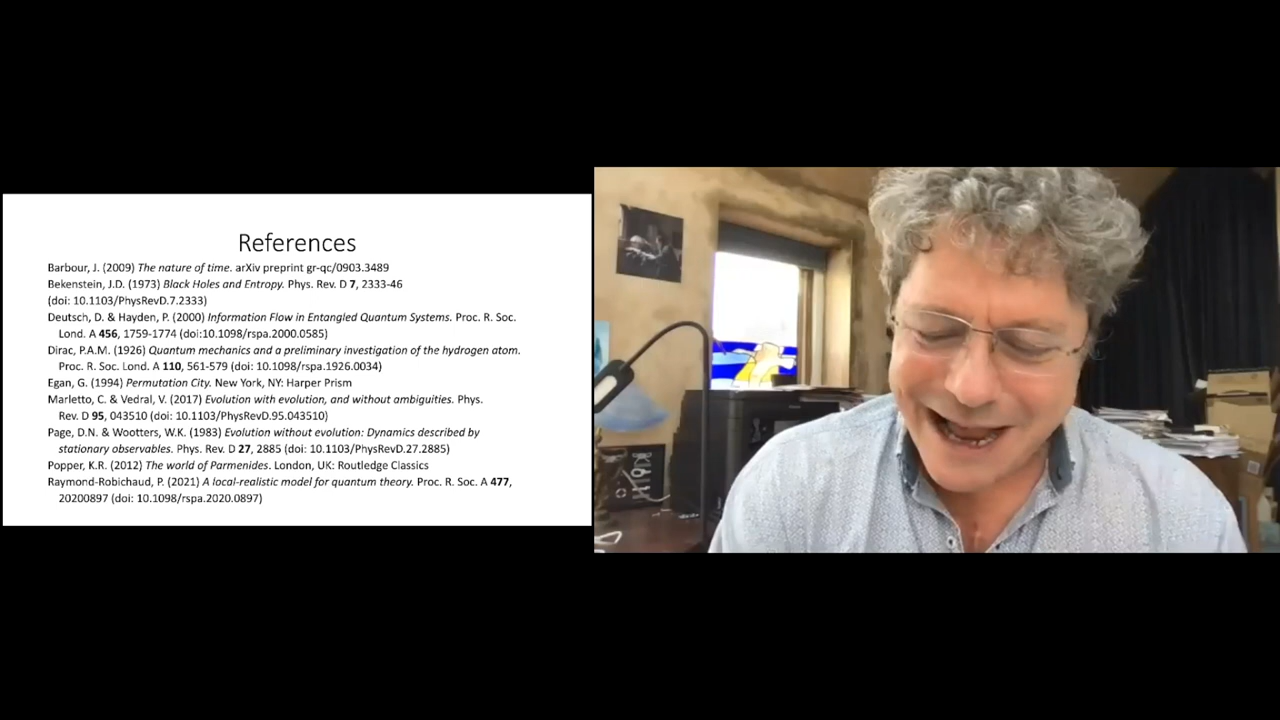 References
Barbour, J. (2009) The nature of time. arXiv preprint gr-qc/0903.3489
Bekenstein, J.D. (1973) Black Holes and Entropy. Phys. Rev. D 7, 2333-46
(doi: 10.1103/PhysRevD.7.2333)
Deutsch, D. & Hayden, P. (2000) Information Flow in Entangled Quantum Systems. Proc. R. Soc.
Lond. A 456, 1759-1774 (doi:10.1098/rspa.2000.0585)
Dirac, P.A.M. (1926) Quantum mechanics and a preliminary investigation of the hydrogen atom.
Proc. R. Soc. Lond. A 110, 561-579 (doi: 10.1098/rspa.1926.0034)
Egan, G. (1994) Permutation City. New York, NY: Harper Prism
Marletto, C. & Vedral, V. (2017) Evolution with evolution, and without ambiguities. Phys.
Rev. D 95, 043510 (doi: 10.1103/PhysRevD.95.043510)
Page, D.N. & Wootters, W.K. (1983) Evolution without evolution: Dynamics described by
stationary observables. Phys. Rev. D 27, 2885 (doi: 10.1103/PhysRevD.27.2885)
Popper, K.R. (2012) The world of Parmenides. London, UK: Routledge Classics
Raymond-Robichaud, P. (2021) A local-realistic model for quantum theory. Proc. R. Soc. A 477,
20200897 (doi: 10.1098/rspa.2020.0897)